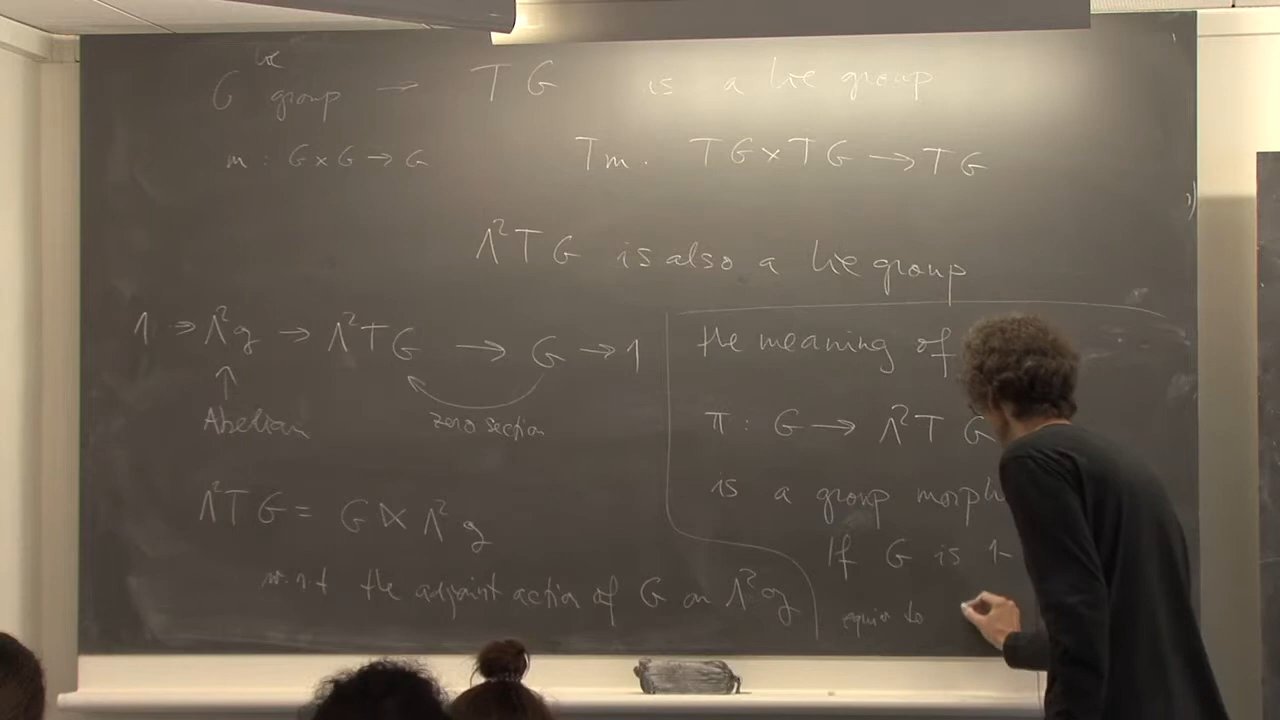 G Lie group → TG is a Lie group
m : G × G → G Tm. TG × TG → TG
Λ²TG is also a Lie group
1 → Λ²g → Λ²TG → G → 1
↑
Abelian
zero section
Λ²TG = G ⋉ Λ²g
w.r.t the adjoint action of G on Λ²g
the meaning of
π : G → Λ²TG
is a group morph
If G is 1-
equiv to